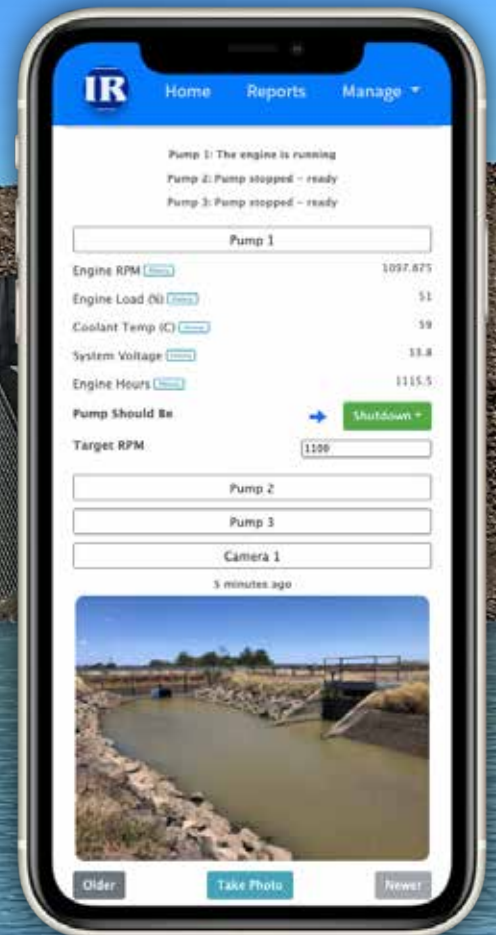 IR Home Reports Manage
Pump 1: The engine is running
Pump 2: Pump stopped - ready
Pump 3: Pump stopped - ready
Pump 1
Engine RPM 1097.875
Engine Load (%) 51
Coolant Temp (C) 59
System Voltage
Engine Hours 1115.5
Pump Should Be Shutdown
Target RPM 1100
Pump 2
Pump 3
Camera 1
5 minutes ago
Older Take Photo Newer